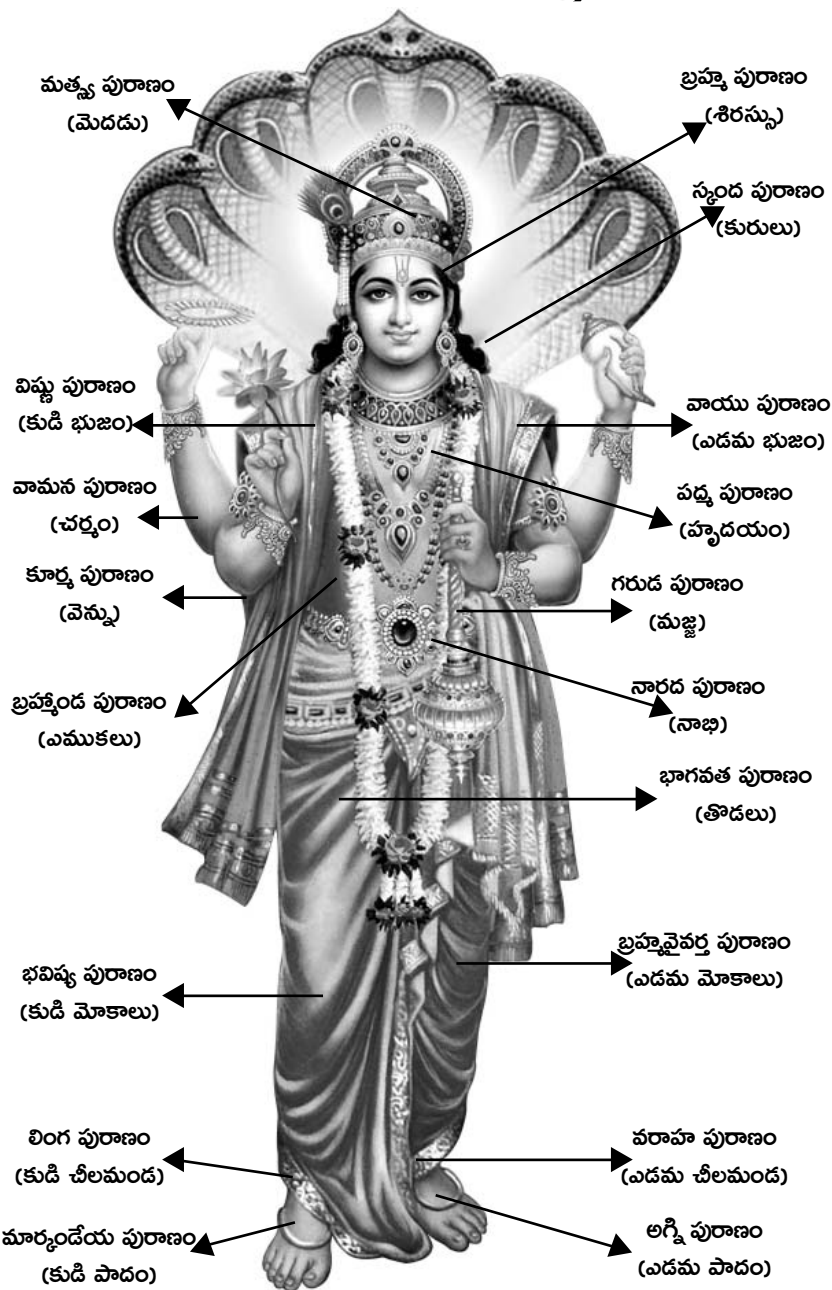 మత్స్య పురాణం
(మెదడు)
బ్రహ్మ పురాణం
(శిరస్సు)
స్కంద పురాణం
(కురులు)
విష్ణు పురాణం
(కుడి భుజం)
వాయు పురాణం
(ఎడమ భుజం)
వామన పురాణం
(చర్మం)
పద్మ పురాణం
(హృదయం)
కూర్మ పురాణం
(వెన్ను)
గరుడ పురాణం
(మజ్జ)
బ్రహ్మాండ పురాణం
(ఎముకలు)
నారద పురాణం
(నాభి)
భాగవత పురాణం
(తొడలు)
బ్రహ్మవైవర్త పురాణం
(ఎడమ మోకాలు)
భవిష్య పురాణం
(కుడి మోకాలు)
లింగ పురాణం
(కుడి చీలమండ)
వరాహ పురాణం
(ఎడమ చీలమండ)
మార్కండేయ పురాణం
(కుడి పాదం)
అగ్ని పురాణం
(ఎడమ పాదం)